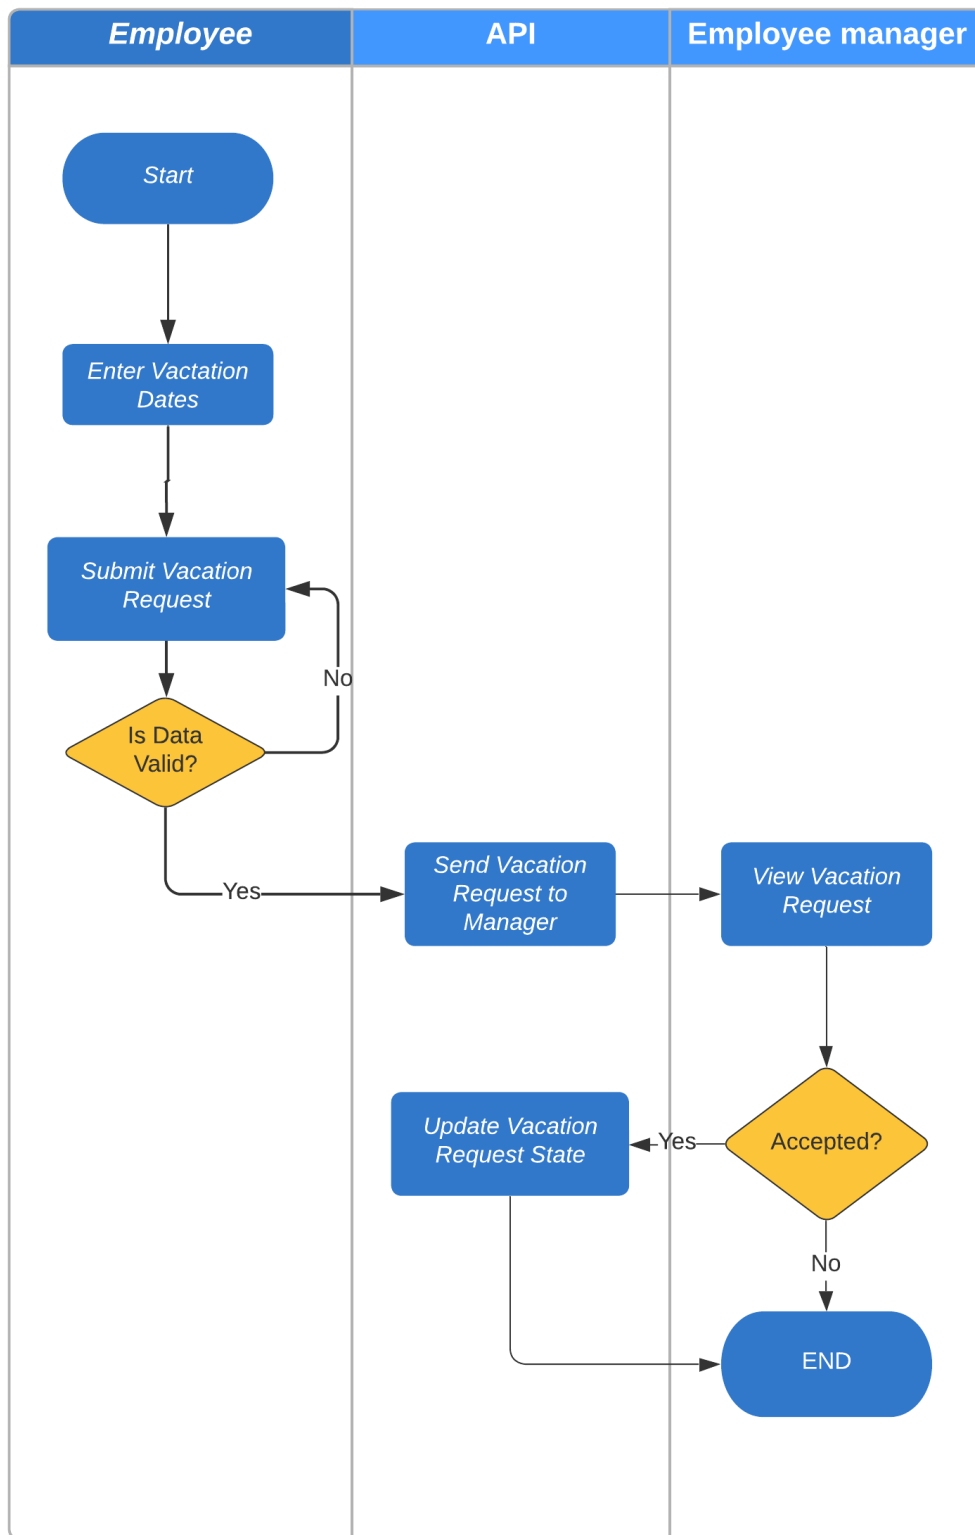 Employee
API
Employee manager
Start
Enter Vactation
Dates
Submit Vacation
Request
No
Is Data
Valid?
Yes
Send Vacation
Request to
Manager
View Vacation
Request
Update Vacation
Request State
Yes
Accepted?
No
END